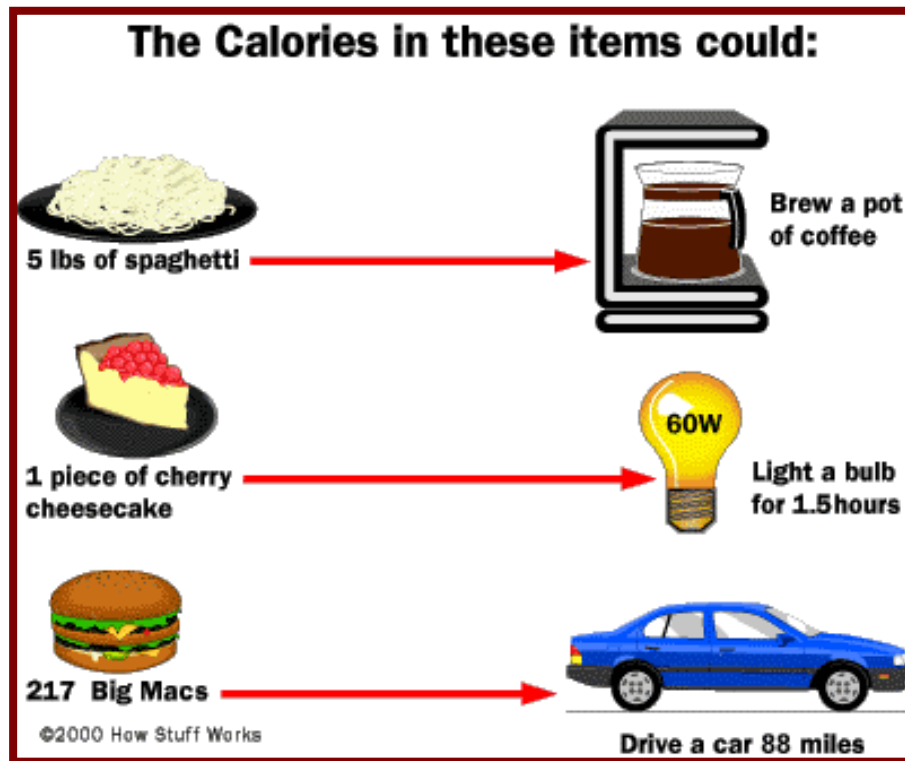 The Calories in these items could:
5 lbs of spaghetti
Brew a pot
of coffee
1 piece of cherry
cheesecake
60W
Light a bulb
for 1.5hours
217 Big Macs
Drive a car 88 miles
©2000 How Stuff Works